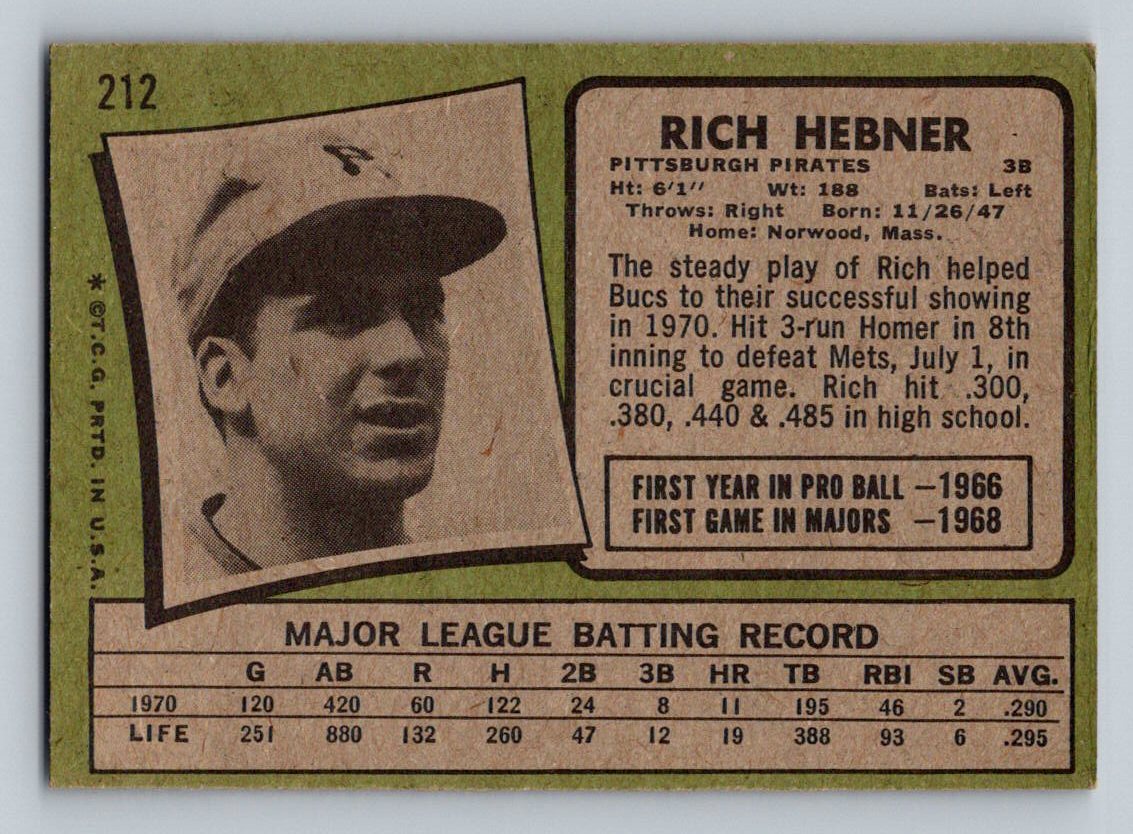 212
RICH HEBNER
PITTSBURGH PIRATES 3B
Ht: 6'1" Wt: 188 Bats: Left
Throws: Right Born: 11/26/47
Home: Norwood, Mass.
The steady play of Rich helped
Bucs to their successful showing
in 1970. Hit 3-run Homer in 8th
inning to defeat Mets, July 1, in
crucial game. Rich hit .300,
.380, .440 & .485 in high school.
FIRST YEAR IN PRO BALL —1966
FIRST GAME IN MAJORS —1968
* ©T.C.G. PRTD. IN U.S.A.
MAJOR LEAGUE BATTING RECORD
G AB R H 2B 3B HR TB RBI SB AVG.
1970 120 420 60 122 24 8 11 195 46 2 .290
LIFE 251 880 132 260 47 12 19 388 93 6 .295